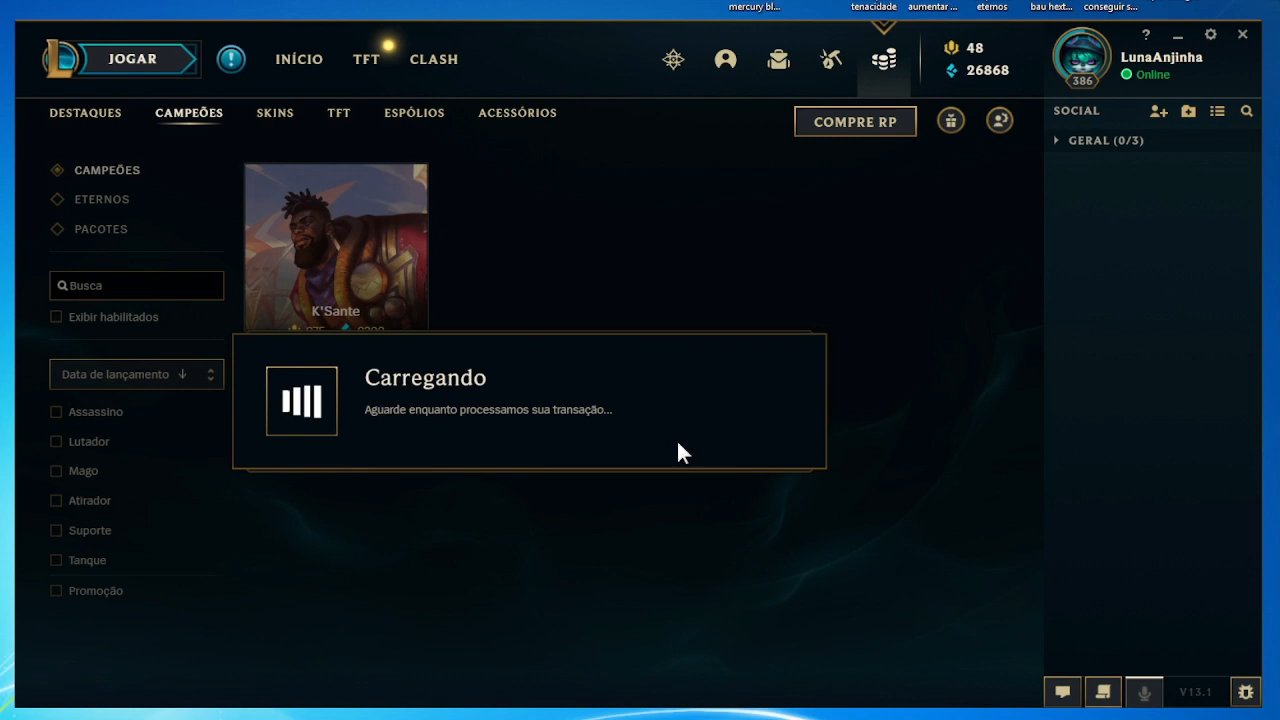 mercury bl...
tenacidade
aumentar ...
eternos
bau hext...
conseguir s...
JOGAR
INÍCIO
TFT
CLASH
48
26868
386
LunaAnjinha
Online
DESTAQUES
CAMPEÕES
SKINS
TFT
ESPÓLIOS
ACESSÓRIOS
COMPRE RP
SOCIAL
GERAL (0/3)
CAMPEÕES
ETERNOS
PACOTES
Busca
Exibir habilitados
Data de lançamento
Assassino
Lutador
Mago
Atirador
Suporte
Tanque
Promoção
K'Sante
Carregando
Aguarde enquanto processamos sua transação...
V13.1